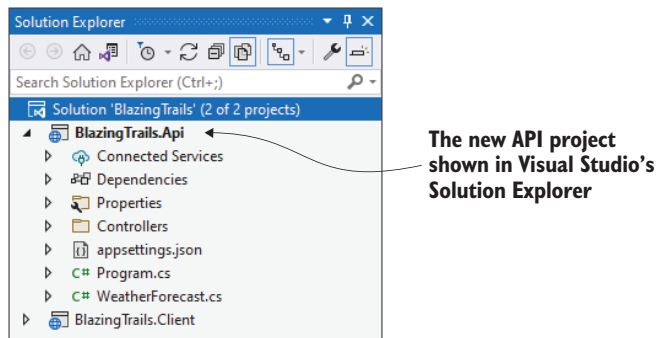 Solution Explorer
Search Solution Explorer (Ctrl+;)
Solution 'BlazingTrails' (2 of 2 projects)
BlazingTrails.Api
Connected Services
Dependencies
Properties
Controllers
appsettings.json
C# Program.cs
C# WeatherForecast.cs
BlazingTrails.Client
The new API project
shown in Visual Studio's
Solution Explorer